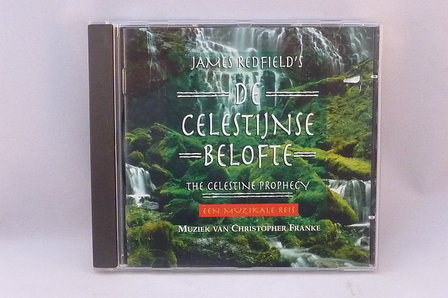 JAMES REDFIELD'S
DE
CELESTIJNSE
BELOFTE
THE CELESTINE PROPHECY
EEN MUZIKALE REIS
MUZIEK VAN CHRISTOPHER FRANKE